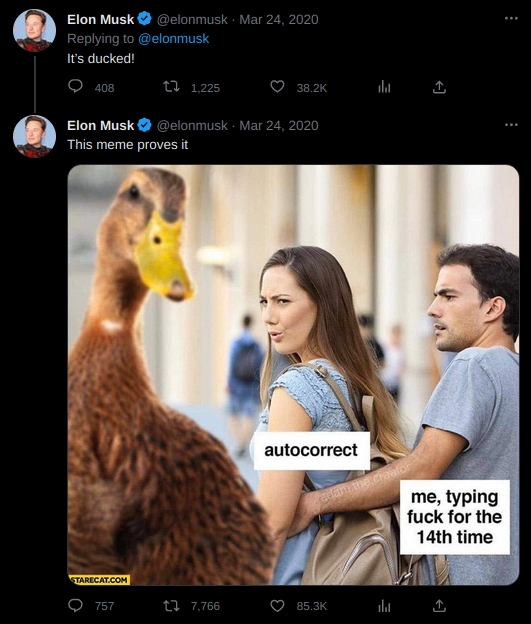 Elon Musk @elonmusk · Mar 24, 2020
Replying to @elonmusk
It's ducked!
408 1,225 38.2K
Elon Musk @elonmusk · Mar 24, 2020
This meme proves it
autocorrect
me, typing
fuck for the
14th time
STARECAT.COM
757 7,766 85.3K